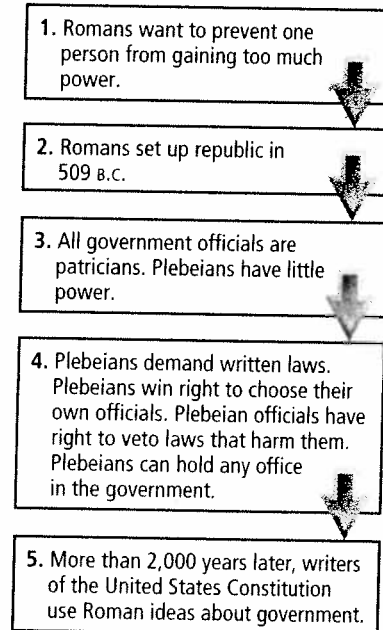 1. Romans want to prevent one
person from gaining too much
power.
2. Romans set up republic in
509 B.C.
3. All government officials are
patricians. Plebeians have little
power.
4. Plebeians demand written laws.
Plebeians win right to choose their
own officials. Plebeian officials have
right to veto laws that harm them.
Plebeians can hold any office
in the government.
5. More than 2,000 years later, writers
of the United States Constitution
use Roman ideas about government.